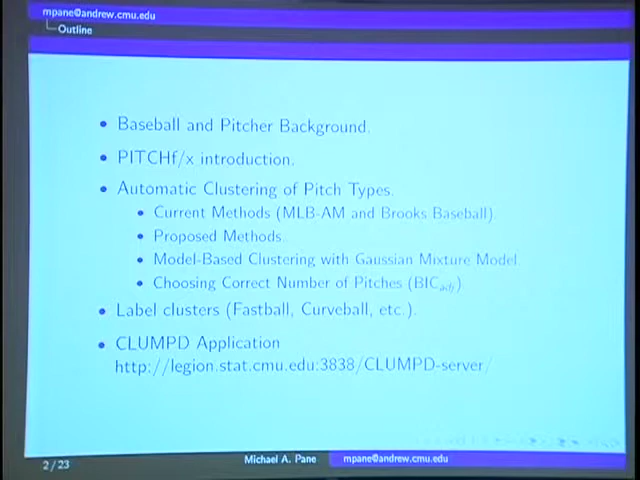 mpane@andrew.cmu.edu
Outline
• Baseball and Pitcher Background.
• PITCHf/x introduction.
• Automatic Clustering of Pitch Types.
• Current Methods (MLB-AM and Brooks Baseball).
• Proposed Methods.
• Model-Based Clustering with Gaussian Mixture Model.
• Choosing Correct Number of Pitches (BICadj)
• Label clusters (Fastball, Curveball, etc.).
• CLUMPD Application
http://legion.stat.cmu.edu:3838/CLUMPD-server/
2/23
Michael A. Pane
mpane@andrew.cmu.edu